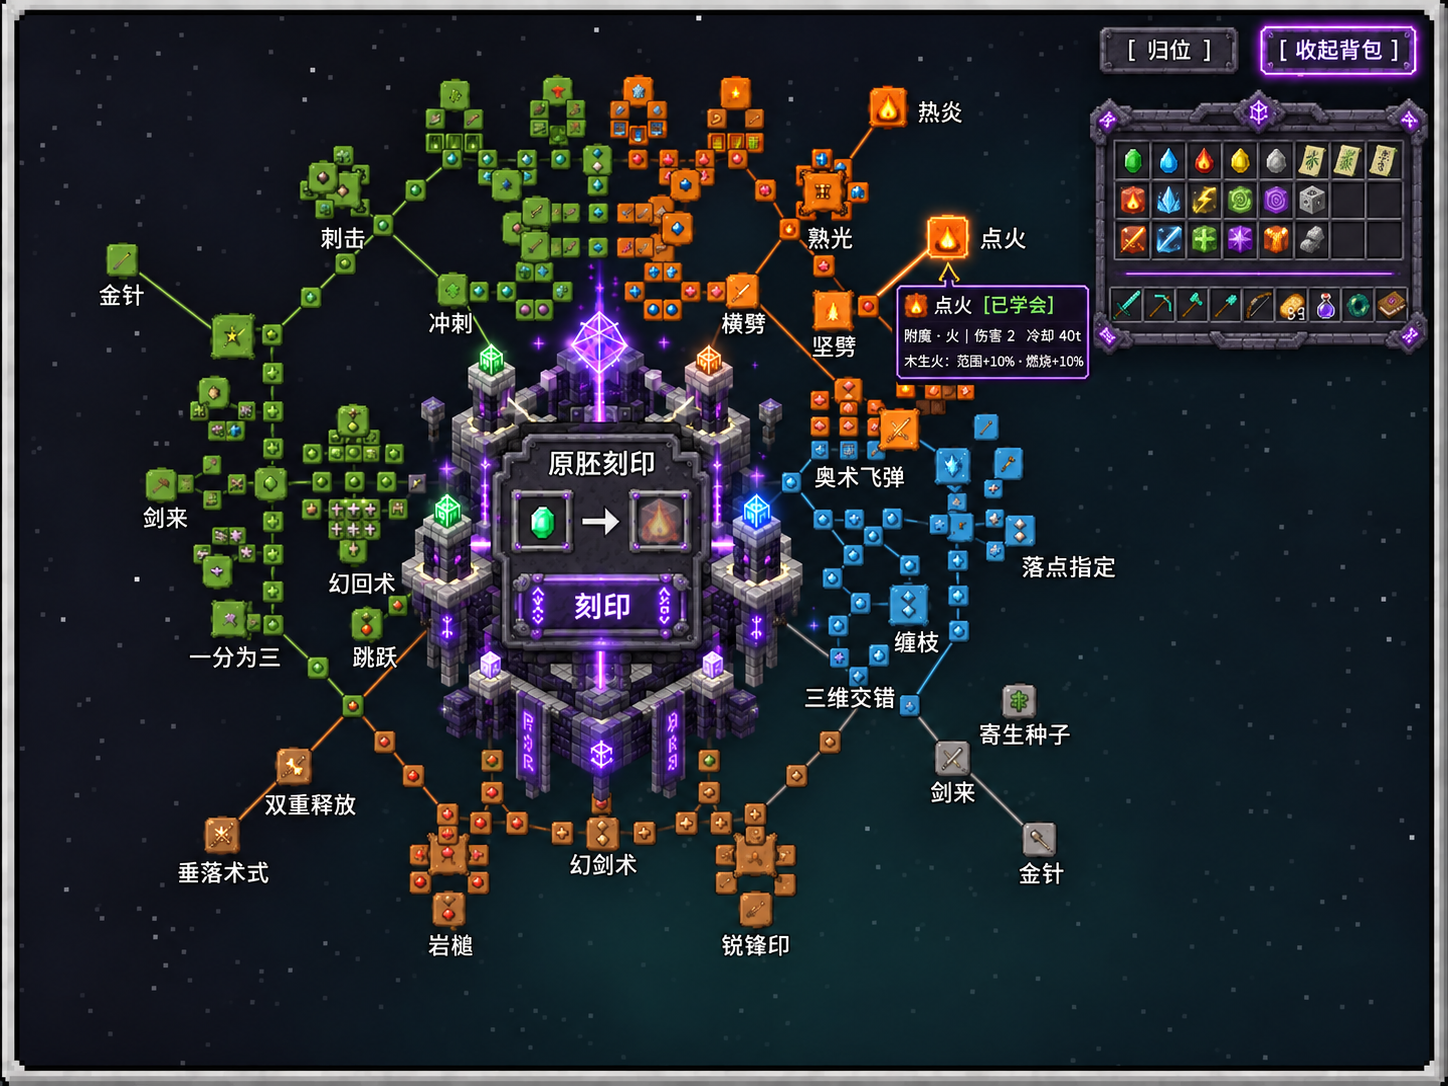 [ 归位 ]
[ 收起背包 ]
热炎
刺击
熟光
点火
金针
冲刺
横劈
坚劈
点火 [已学会]
附魔 · 火 | 伤害 2 冷却 40t
木生火：范围+10% · 燃烧+10%
83
原胚刻印
奥术飞弹
剑来
刻印
落点指定
幻回术
缠枝
一分为三
跳跃
三维交错
寄生种子
双重释放
剑来
垂落术式
幻剑术
金针
岩槌
锐锋印